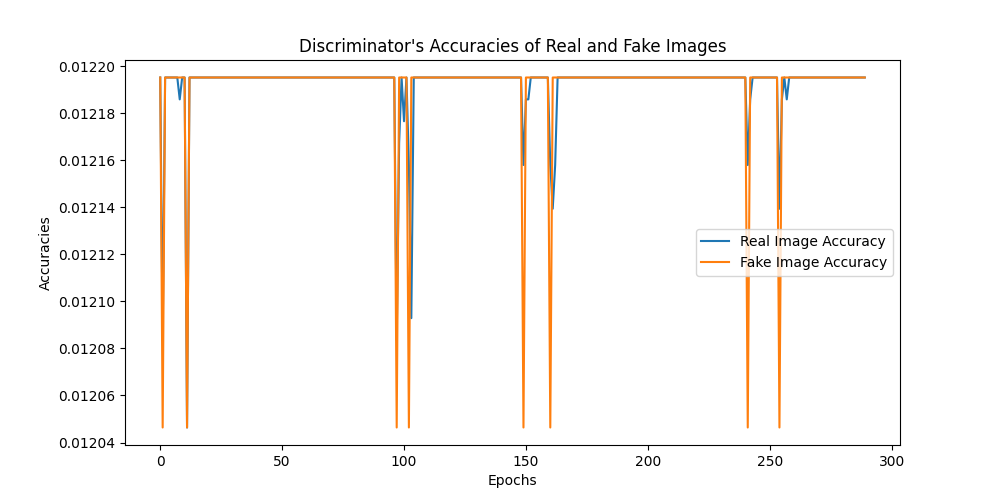 Discriminator's Accuracies of Real and Fake Images
0.01220
0.01218
0.01216
0.01214
0.01212
0.01210
0.01208
0.01206
0.01204
Accuracies
Real Image Accuracy
Fake Image Accuracy
0 50 100 150 200 250 300
Epochs